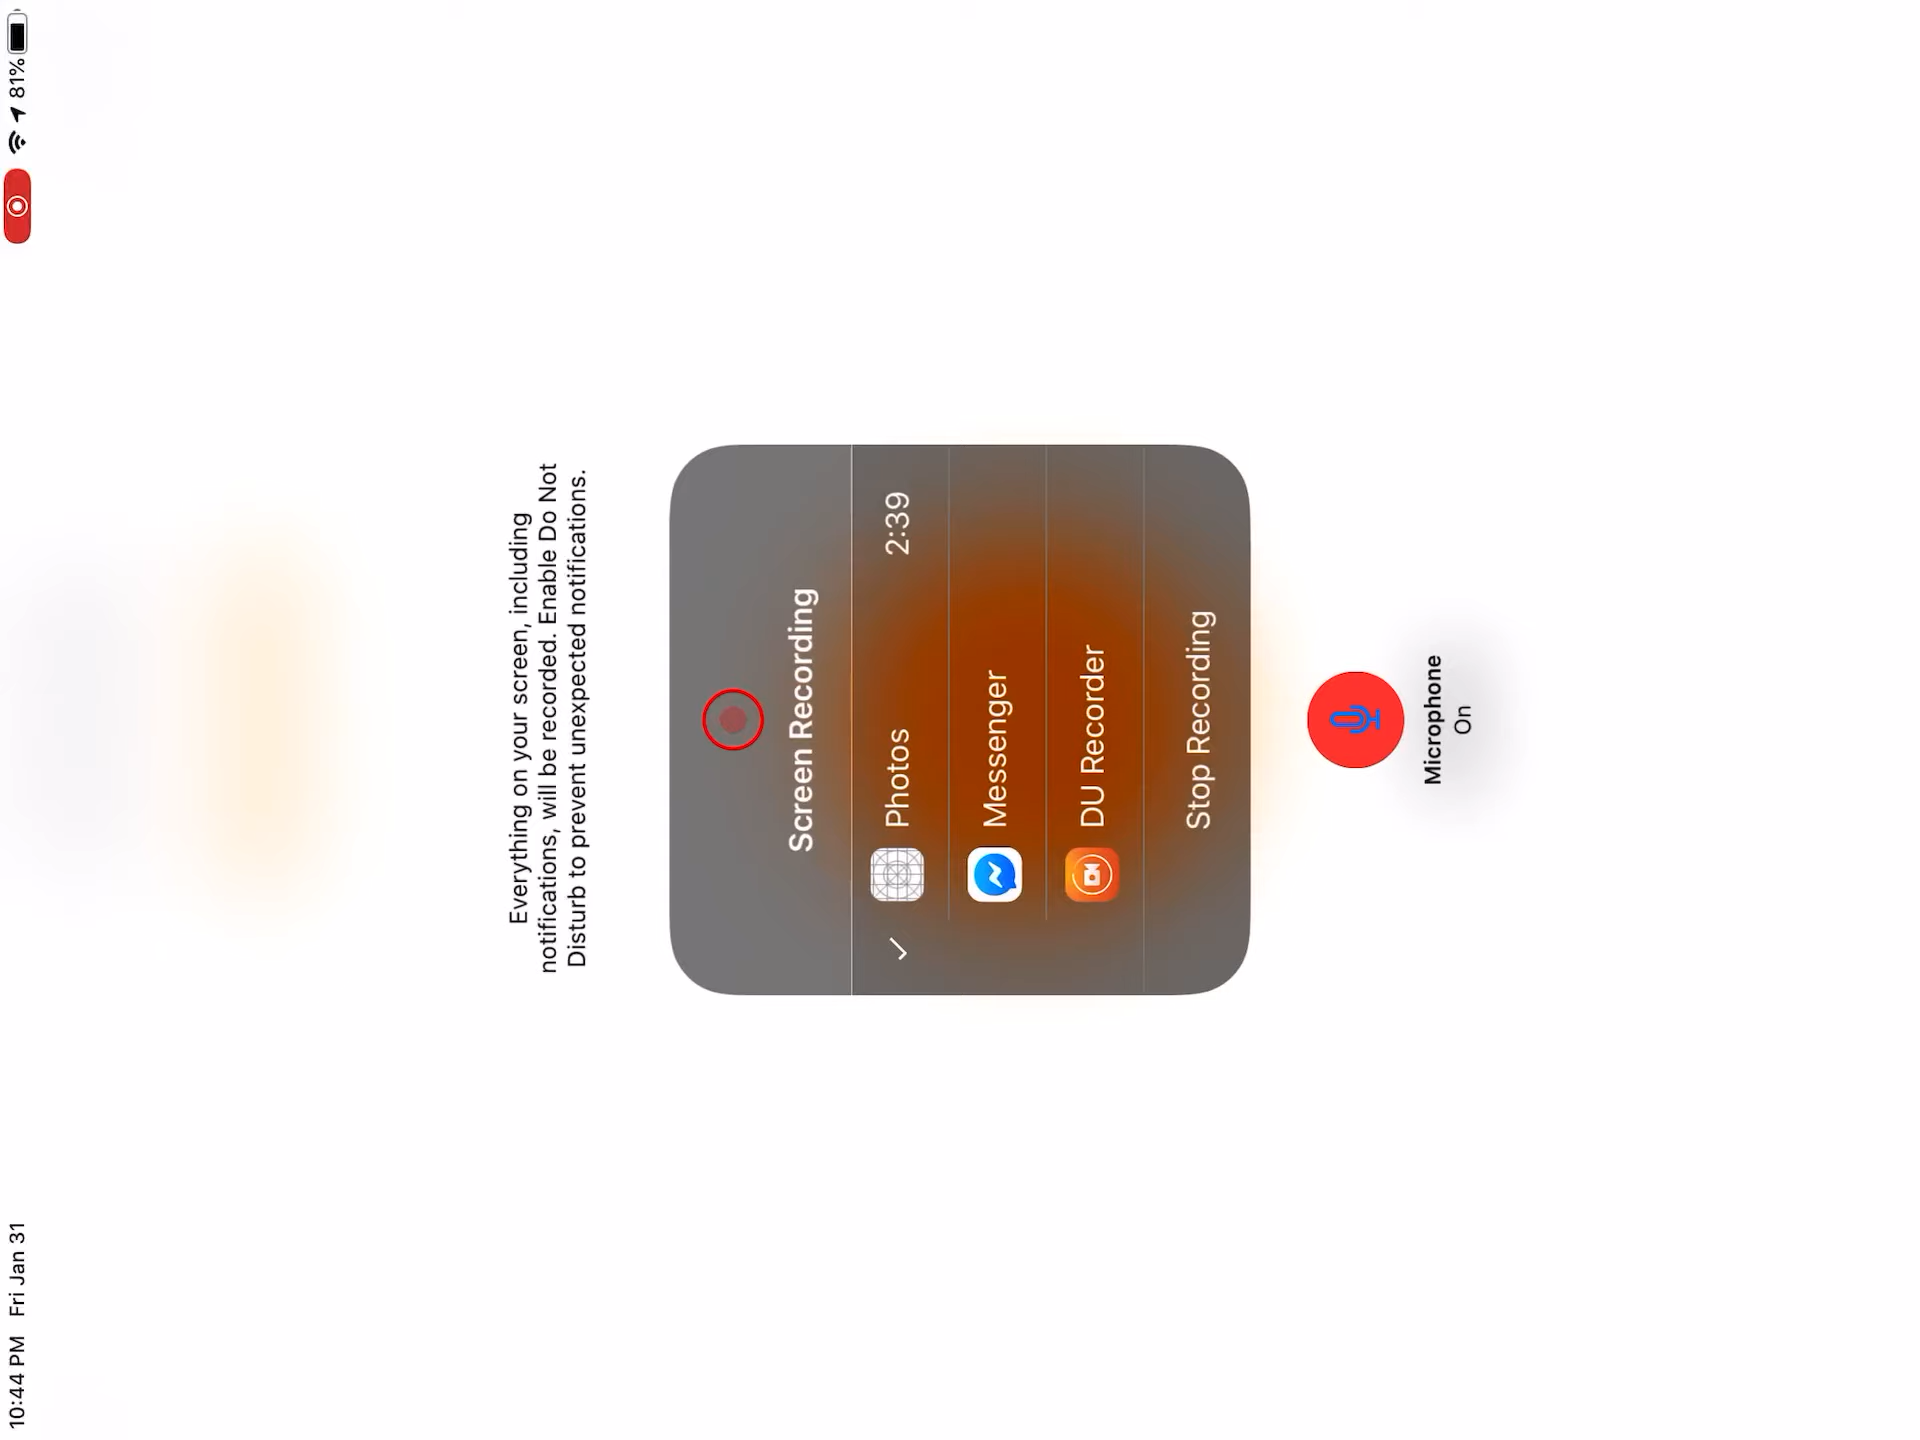 10:44 PM Fri Jan 31
81%
Everything on your screen, including
notifications, will be recorded. Enable Do Not
Disturb to prevent unexpected notifications.
Screen Recording
Photos 2:39
Messenger
DU Recorder
Stop Recording
Microphone
On